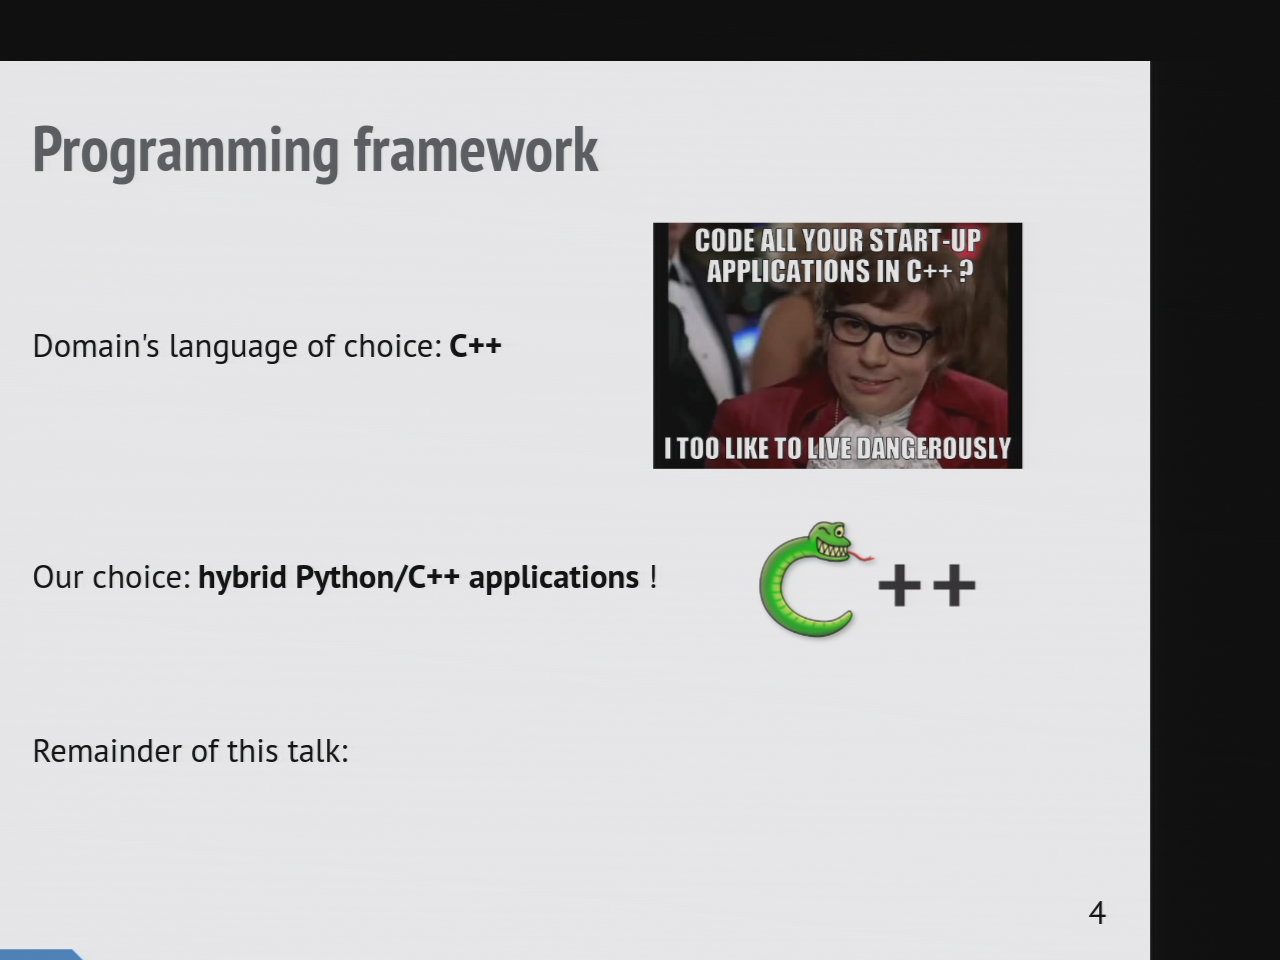 Programming framework
CODE ALL YOUR START-UP
APPLICATIONS IN C++ ?
Domain's language of choice: C++
I TOO LIKE TO LIVE DANGEROUSLY
Our choice: hybrid Python/C++ applications !
C++
Remainder of this talk:
4